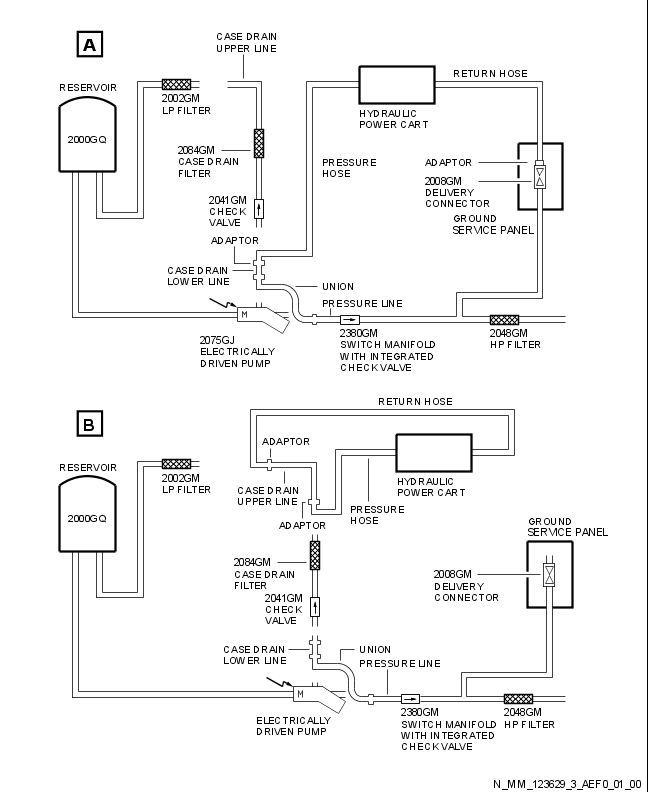 A
CASE DRAIN
UPPER LINE
RETURN HOSE
RESERVOIR
2002GM
LP FILTER
HYDRAULIC
POWER CART
2000GQ
2084GM
CASE DRAIN
FILTER
PRESSURE
HOSE
ADAPTOR
2008GM
DELIVERY
CONNECTOR
GROUND
SERVICE PANEL
2041GM
CHECK
VALVE
ADAPTOR
CASE DRAIN
LOWER LINE
UNION
PRESSURE LINE
M
2075GJ
ELECTRICALLY
DRIVEN PUMP
2380GM
SWITCH MANIFOLD
WITH INTEGRATED
CHECK VALVE
2048GM
HP FILTER
B
RETURN HOSE
ADAPTOR
RESERVOIR
2002GM
LP FILTER
CASE DRAIN
UPPER LINE
HYDRAULIC
POWER CART
2000GQ
ADAPTOR
PRESSURE
HOSE
GROUND
SERVICE PANEL
2084GM
CASE DRAIN
FILTER
2008GM
DELIVERY
CONNECTOR
2041GM
CHECK
VALVE
CASE DRAIN
LOWER LINE
UNION
PRESSURE LINE
M
ELECTRICALLY
DRIVEN PUMP
2380GM
SWITCH MANIFOLD
WITH INTEGRATED
CHECK VALVE
2048GM
HP FILTER
N_MM_123629_3_AEF0_01_00